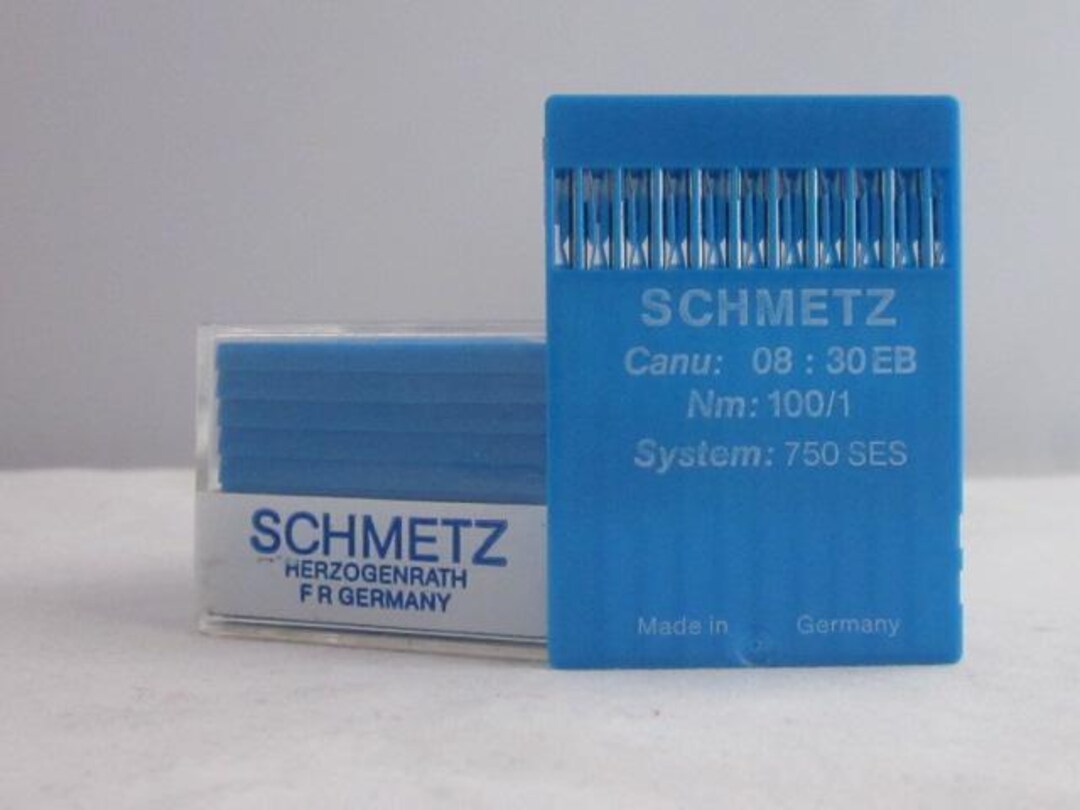 SCHMETZ
HERZOGENRATH
F R GERMANY
SCHMETZ
Canu: 08 : 30 EB
Nm: 100/1
System: 750 SES
Made in Germany